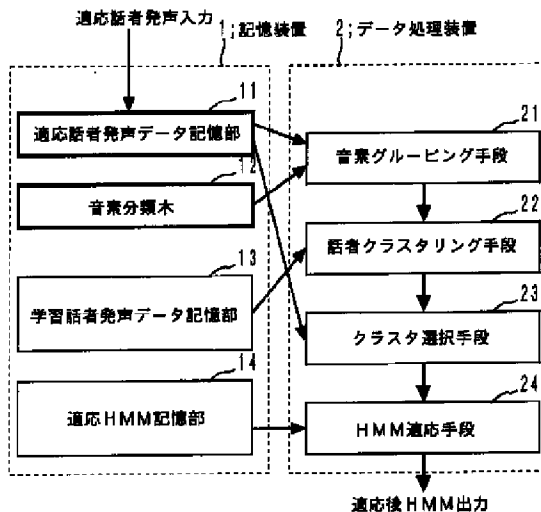 適応話者発声入力
1;記憶装置
2;データ処理装置
11
適応話者発声データ記憶部
12
音素分類木
13
学習話者発声データ記憶部
14
適応HMM記憶部
21
音素グルーピング手段
22
話者クラスタリング手段
23
クラスタ選択手段
24
HMM適応手段
適応後HMM出力